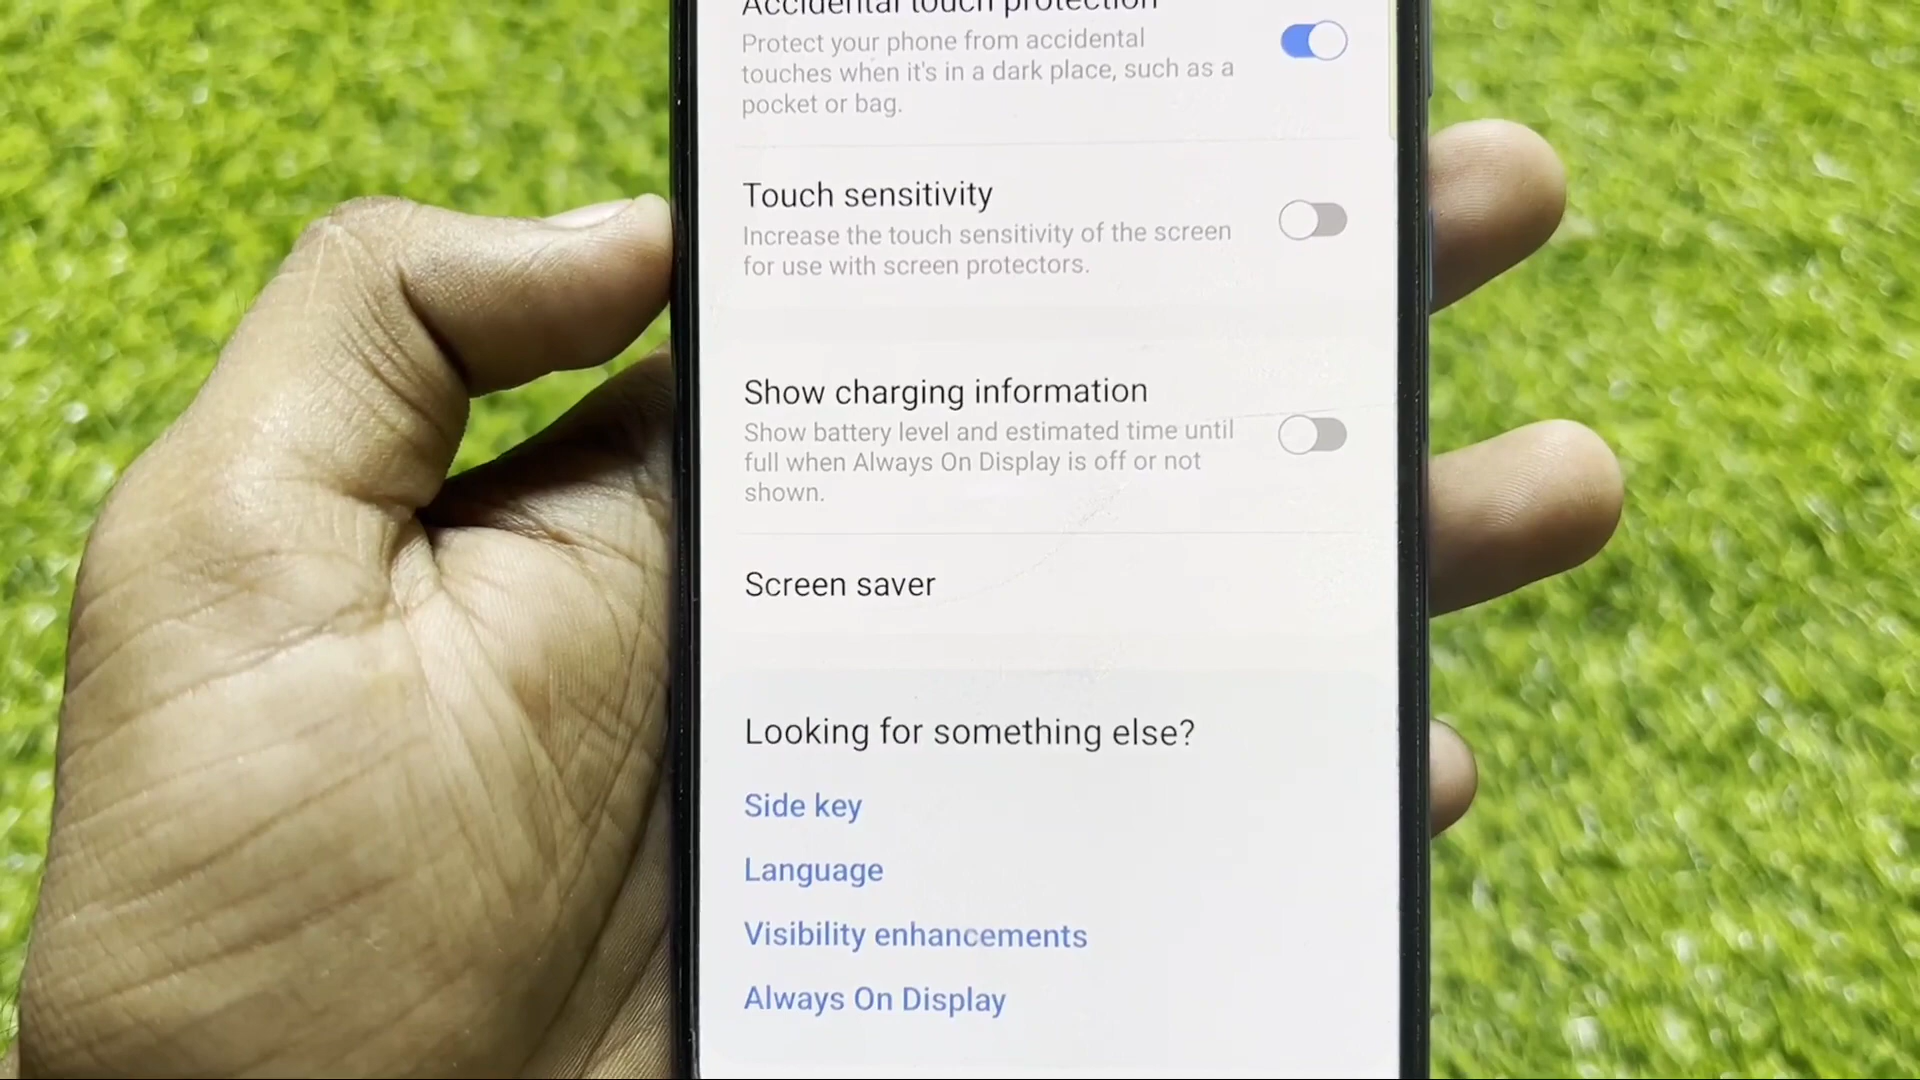 Accidental touch protection
Protect your phone from accidental
touches when it's in a dark place, such as a
pocket or bag.
Touch sensitivity
Increase the touch sensitivity of the screen
for use with screen protectors.
Show charging information
Show battery level and estimated time until
full when Always On Display is off or not
shown.
Screen saver
Looking for something else?
Side key
Language
Visibility enhancements
Always On Display